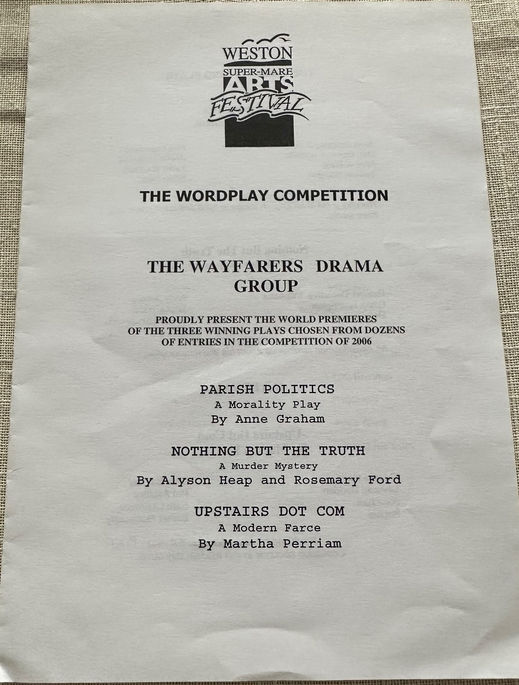 WESTON
SUPER-MARE
ARTS
FESTIVAL
THE WORDPLAY COMPETITION
THE WAYFARERS DRAMA
GROUP
PROUDLY PRESENT THE WORLD PREMIERES
OF THE THREE WINNING PLAYS CHOSEN FROM DOZENS
OF ENTRIES IN THE COMPETITION OF 2006
PARISH POLITICS
A Morality Play
By Anne Graham
NOTHING BUT THE TRUTH
A Murder Mystery
By Alyson Heap and Rosemary Ford
UPSTAIRS DOT COM
A Modern Farce
By Martha Perriam